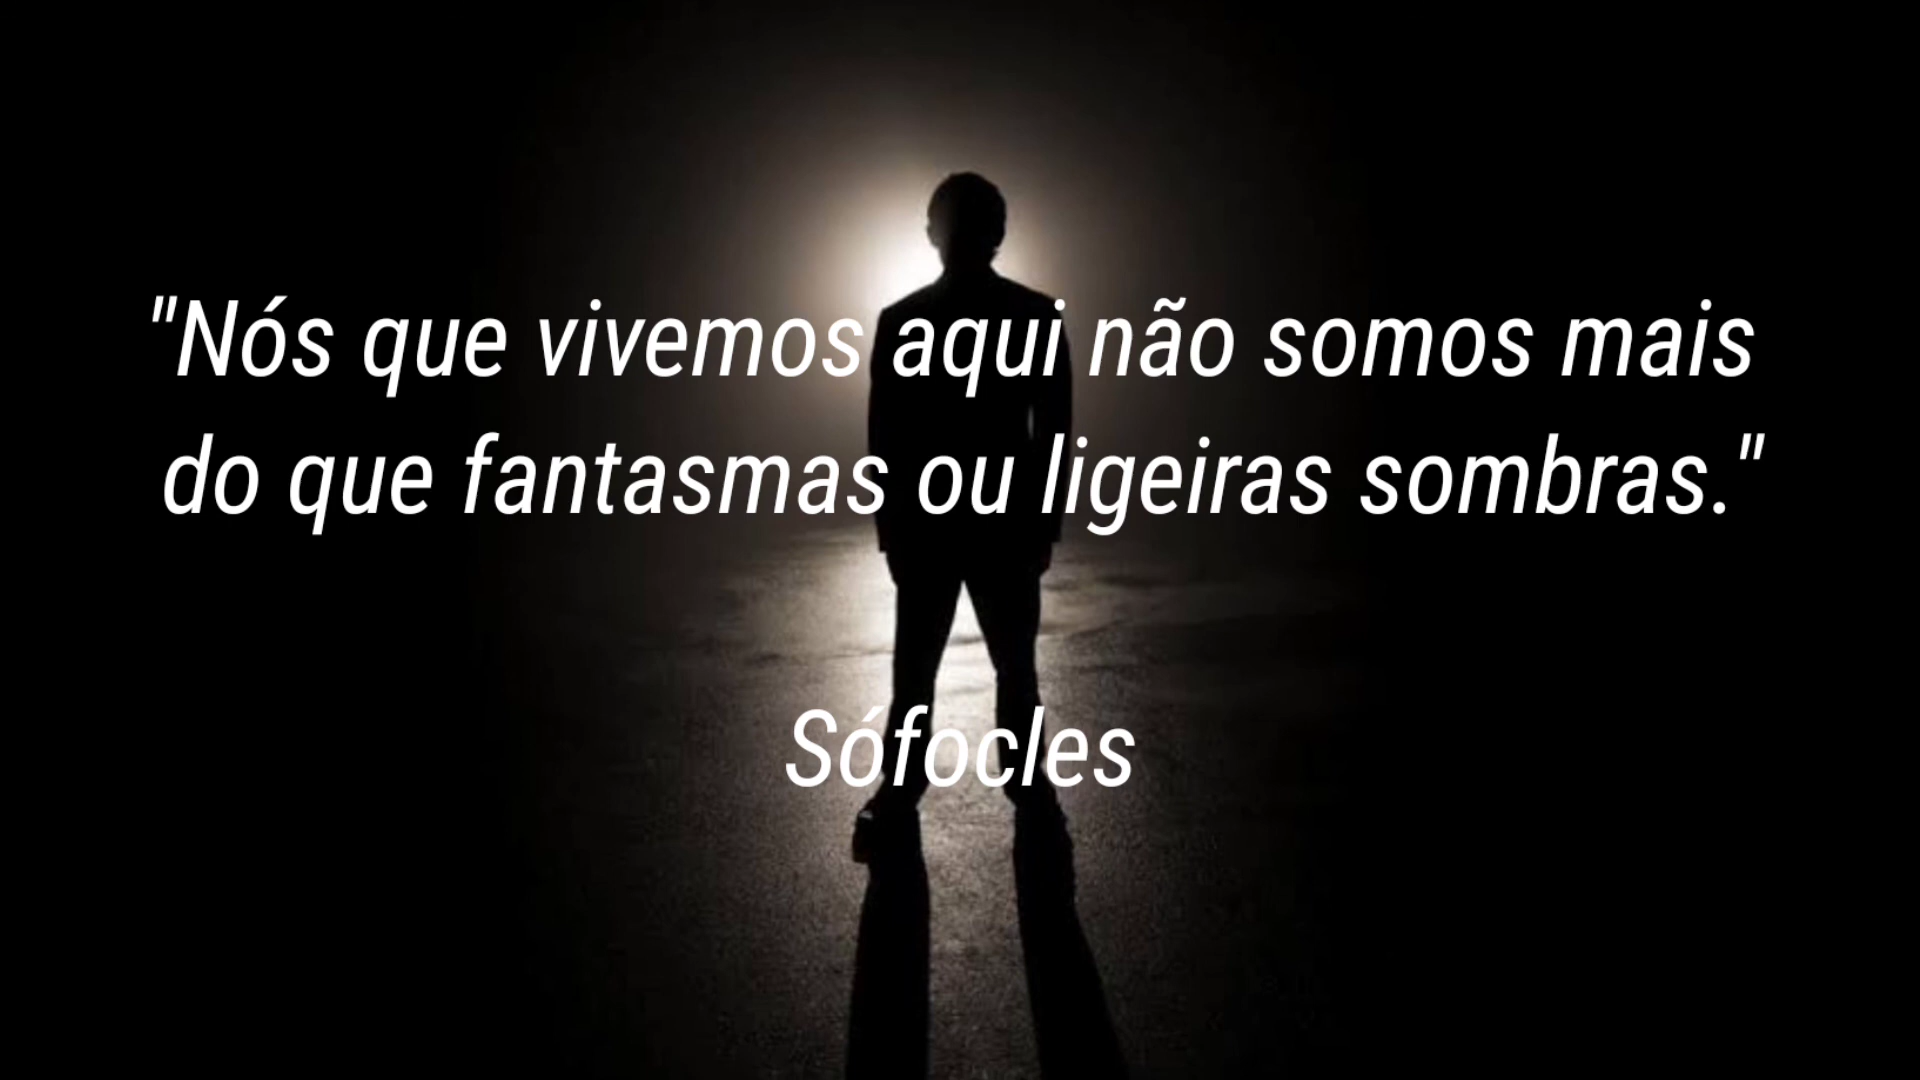 "Nós que vivemos aqui não somos mais
do que fantasmas ou ligeiras sombras."
Sófocles